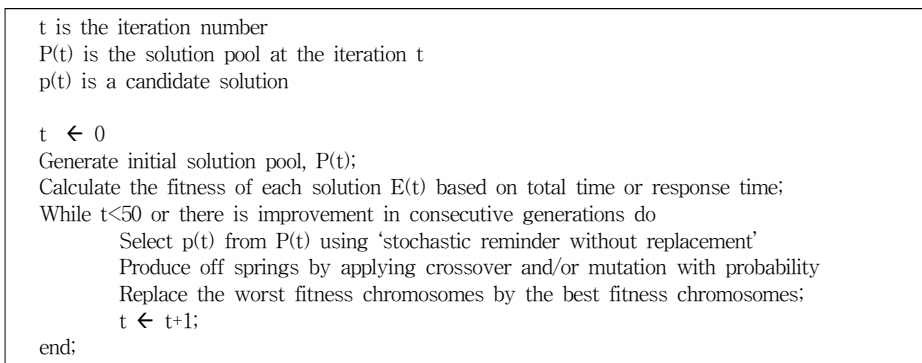 t is the iteration number
P(t) is the solution pool at the iteration t
p(t) is a candidate solution
t ← 0
Generate initial solution pool, P(t);
Calculate the fitness of each solution E(t) based on total time or response time;
While t<50 or there is improvement in consecutive generations do
Select p(t) from P(t) using ‘stochastic reminder without replacement’
Produce off springs by applying crossover and/or mutation with probability
Replace the worst fitness chromosomes by the best fitness chromosomes;
t ← t+1;
end;